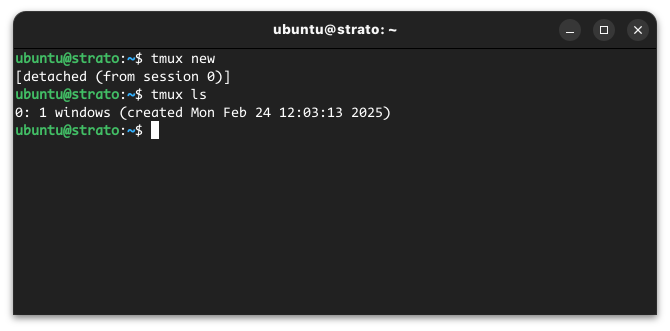 ubuntu@strato: ~
ubuntu@strato:~$ tmux new
[detached (from session 0)]
ubuntu@strato:~$ tmux ls
0: 1 windows (created Mon Feb 24 12:03:13 2025)
ubuntu@strato:~$